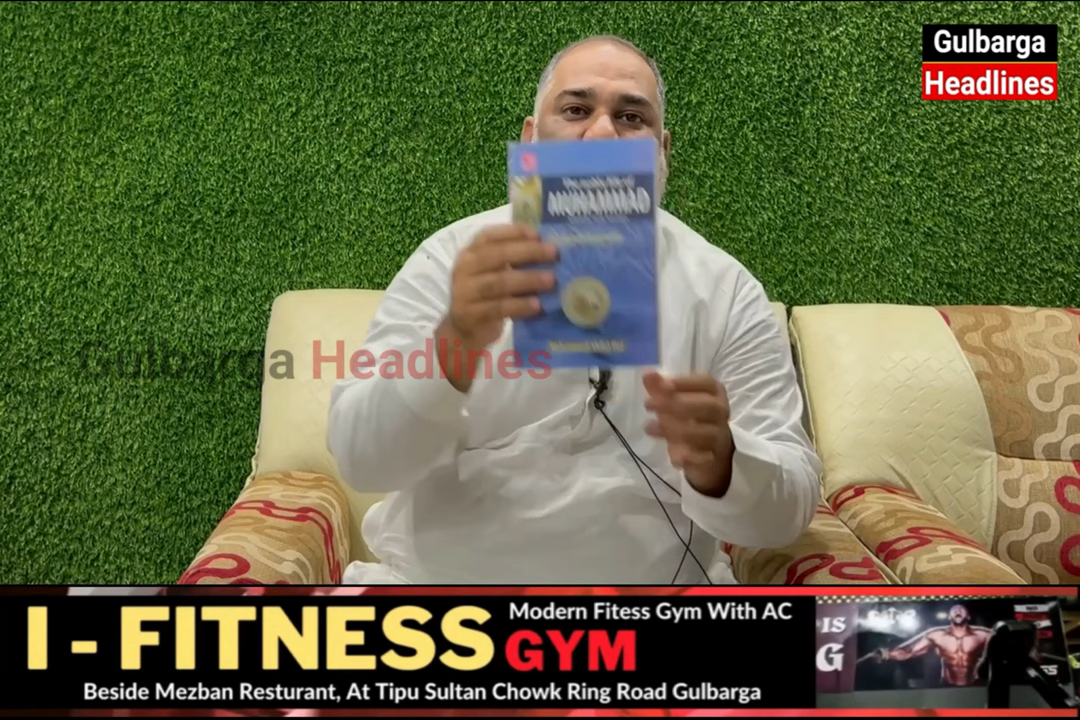 Gulbarga
Headlines
MUHAMMAD
Gulbarga Headlines
I - FITNESS
Modern Fitess Gym With AC
GYM
Beside Mezban Resturant, At Tipu Sultan Chowk Ring Road Gulbarga
IS
G